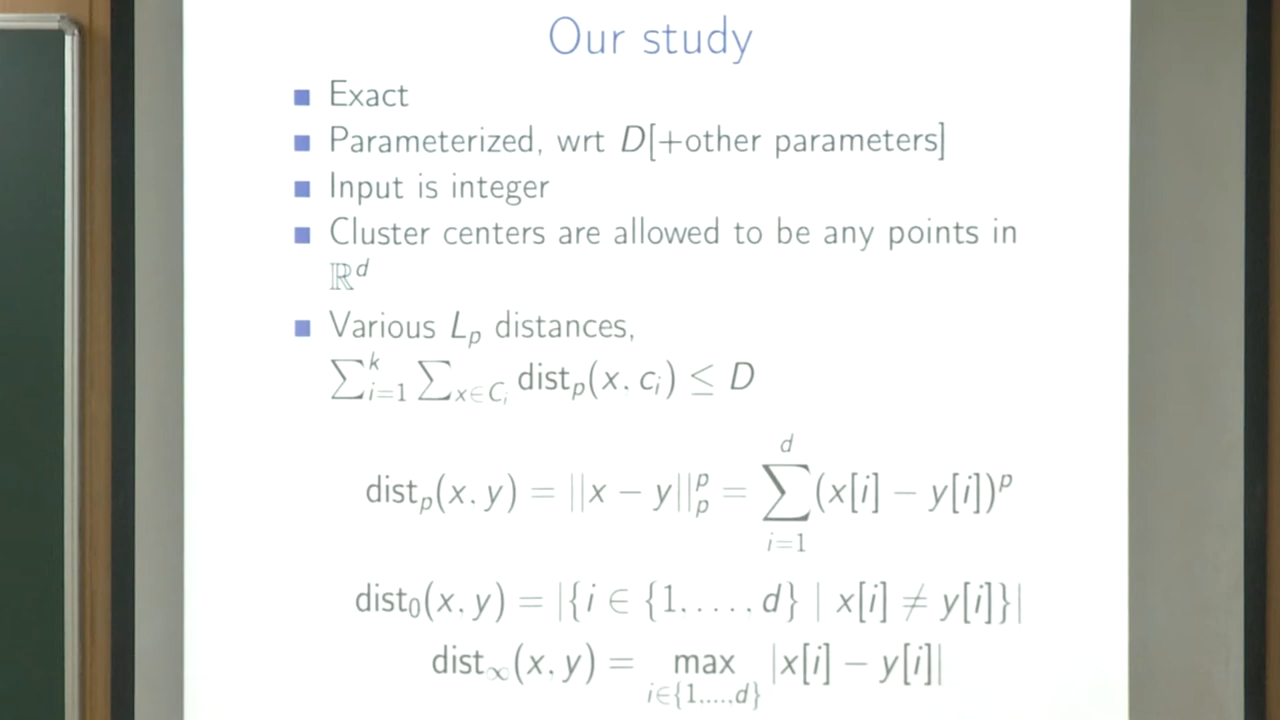 Our study
Exact
Parameterized, wrt D[+other parameters]
Input is integer
Cluster centers are allowed to be any points in
ℝ^d
Various L_p distances,
∑_{i=1}^{k} ∑_{x∈C_i} dist_p(x, c_i) ≤ D
dist_p(x, y) = ||x − y||_p^p = ∑_{i=1}^{d} (x[i] − y[i])^p
dist_0(x, y) = |{i ∈ {1, . . . , d} | x[i] ≠ y[i]}|
dist_∞(x, y) = max_{i∈{1,...,d}} |x[i] − y[i]|